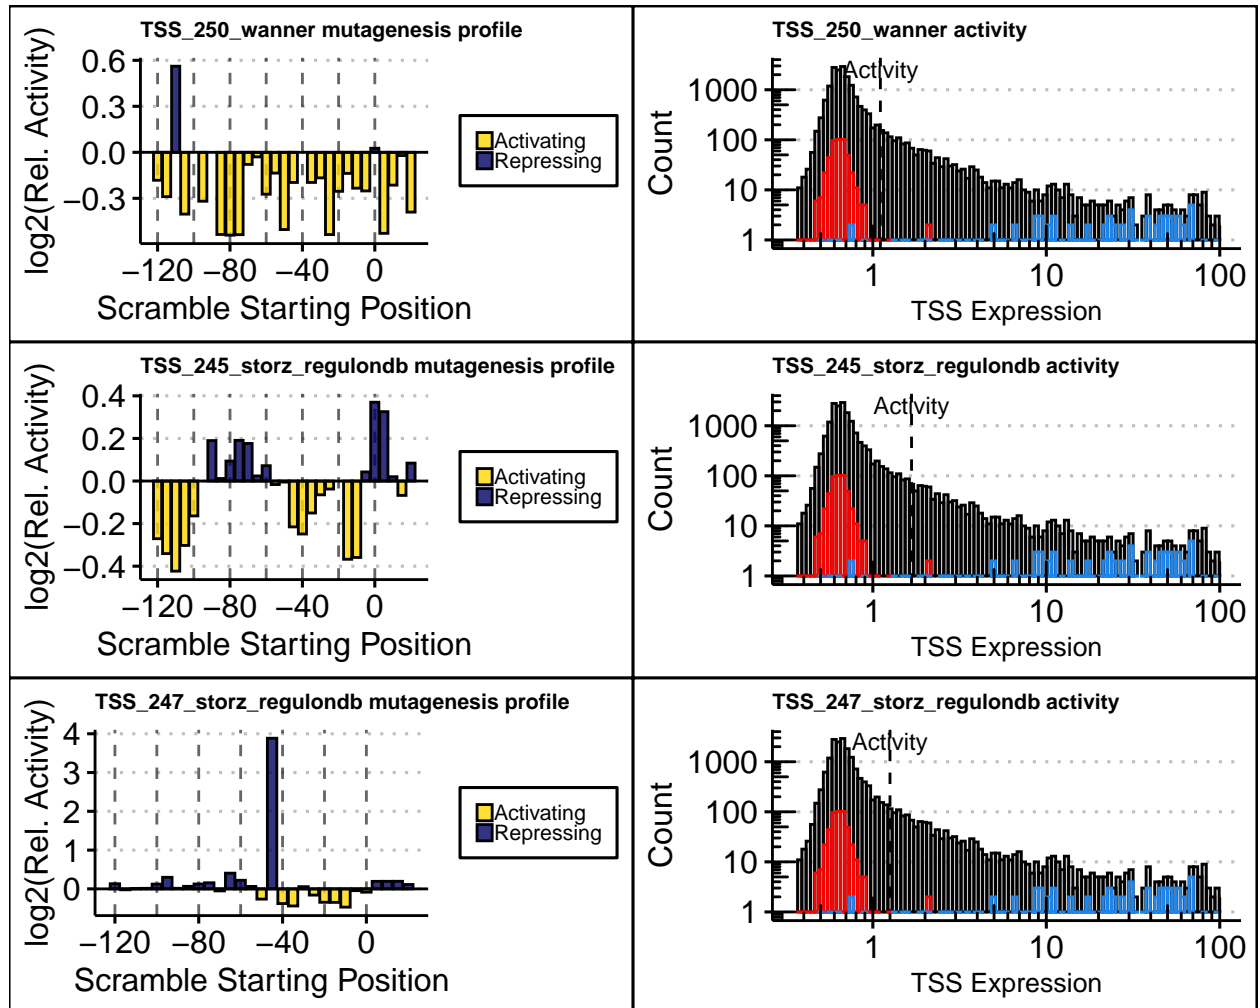 TSS_250_wanner mutagenesis profile
log2(Rel. Activity)
0.6
0.3
0.0
−0.3
−120 −80 −40 0
Scramble Starting Position
Activating
Repressing
TSS_250_wanner activity
Activity
Count
1000
100
10
1
1 10 100
TSS Expression
TSS_245_storz_regulondb mutagenesis profile
log2(Rel. Activity)
0.4
0.2
0.0
−0.2
−0.4
−120 −80 −40 0
Scramble Starting Position
Activating
Repressing
TSS_245_storz_regulondb activity
Activity
Count
1000
100
10
1
1 10 100
TSS Expression
TSS_247_storz_regulondb mutagenesis profile
log2(Rel. Activity)
4
3
2
1
0
−120 −80 −40 0
Scramble Starting Position
Activating
Repressing
TSS_247_storz_regulondb activity
Activity
Count
1000
100
10
1
1 10 100
TSS Expression